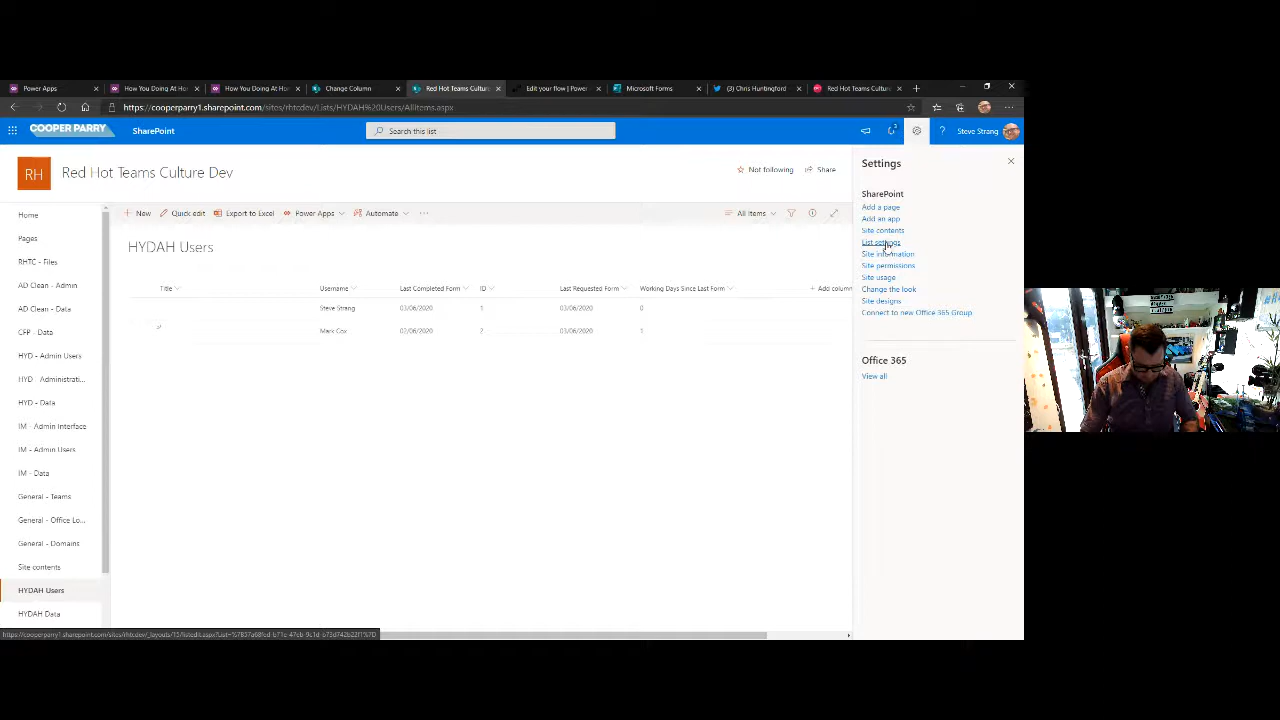 Power Apps
How You Doing At Hor
How You Doing At Hor
Change Column
Red Hot Teams Culture
Edit your flow | Power
Microsoft Forms
(3) Chris Huntingford
Red Hot Teams Culture
https://cooperparry1.sharepoint.com/sites/rhtcdev/Lists/HYDAH%20Users/AllItems.aspx
COOPER PARRY
SharePoint
Search this list
Steve Strang
RH
Red Hot Teams Culture Dev
Not following
Share
New
Quick edit
Export to Excel
Power Apps
Automate
All Items
HYDAH Users
Title
Username
Last Completed Form
ID
Last Requested Form
Working Days Since Last Form
Add column
Steve Strang
03/06/2020
1
03/06/2020
0
Mark Cox
02/06/2020
2
03/06/2020
1
Home
Pages
RHTC - Files
AD Clean - Admin
AD Clean - Data
CFP - Data
HYD - Admin Users
HYD - Administrati...
HYD - Data
IM - Admin Interface
IM - Admin Users
IM - Data
General - Teams
General - Office Lo...
General - Domains
Site contents
HYDAH Users
HYDAH Data
Settings
SharePoint
Add a page
Add an app
Site contents
List settings
Site information
Site permissions
Site usage
Change the look
Site designs
Connect to new Office 365 Group
Office 365
View all